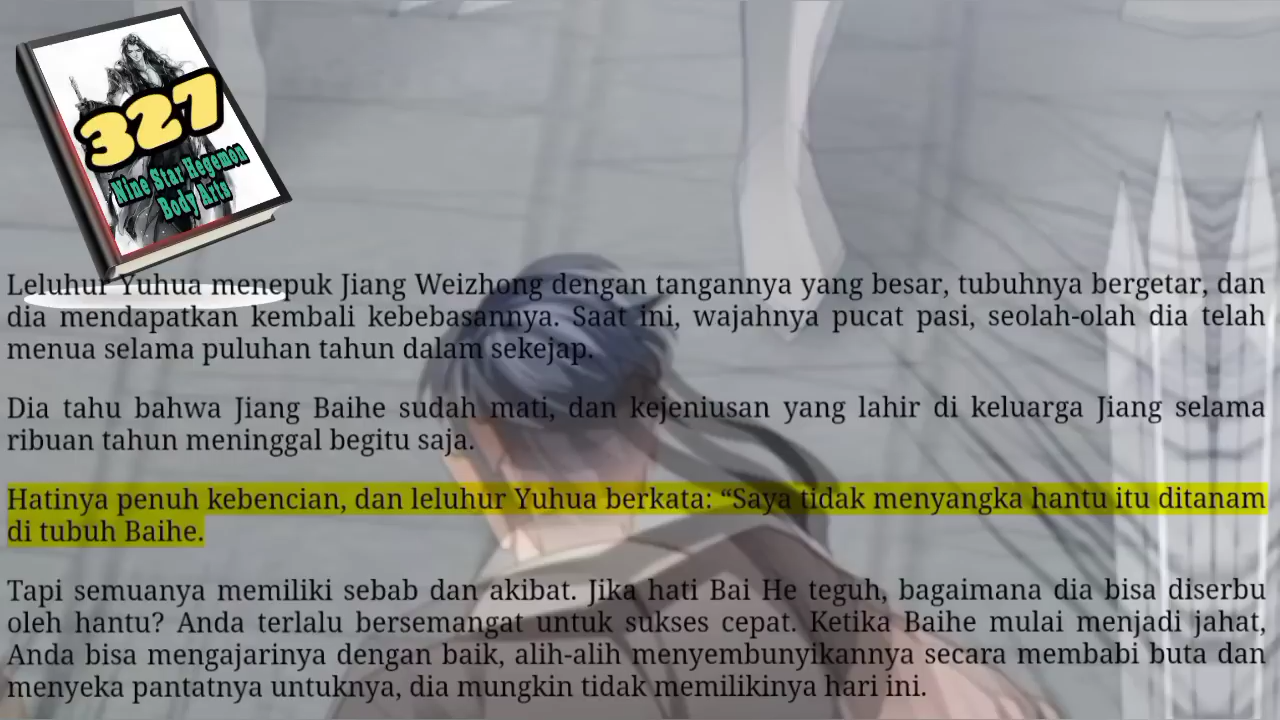 327
Nine Star Hegemon
Body Arts
Leluhur Yuhua menepuk Jiang Weizhong dengan tangannya yang besar, tubuhnya bergetar, dan
dia mendapatkan kembali kebebasannya. Saat ini, wajahnya pucat pasi, seolah-olah dia telah
menua selama puluhan tahun dalam sekejap.
Dia tahu bahwa Jiang Baihe sudah mati, dan kejeniusan yang lahir di keluarga Jiang selama
ribuan tahun meninggal begitu saja.
Hatinya penuh kebencian, dan leluhur Yuhua berkata: “Saya tidak menyangka hantu itu ditanam
di tubuh Baihe.
Tapi semuanya memiliki sebab dan akibat. Jika hati Bai He teguh, bagaimana dia bisa diserbu
oleh hantu? Anda terlalu bersemangat untuk sukses cepat. Ketika Baihe mulai menjadi jahat,
Anda bisa mengajarinya dengan baik, alih-alih menyembunyikannya secara membabi buta dan
menyeka pantatnya untuknya, dia mungkin tidak memilikinya hari ini.